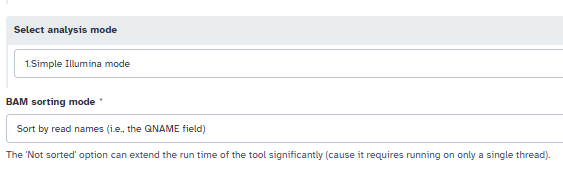 Select analysis mode
1.Simple Illumina mode
BAM sorting mode *
Sort by read names (i.e., the QNAME field)
The 'Not sorted' option can extend the run time of the tool significantly (cause it requires running on only a single thread).